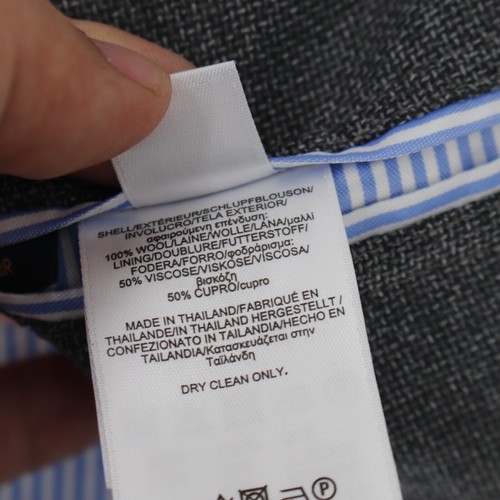 SHELL/EXTÉRIEUR/SCHLUPFBLOUSON/
INVOLUCRO/TELA EXTERIOR/
αφαιρούμενη επένδυση:
100% WOOL/LAINE/WOLLE/LANA/μαλλί
LINING/DOUBLURE/FUTTERSTOFF/
FODERA/FORRO/φοδράρισμα:
50% VISCOSE/VISKOSE/VISCOSA/
βισκόζη
50% CUPRO/cupro
MADE IN THAILAND/FABRIQUÉ EN
THAILANDE/IN THAILAND HERGESTELLT/
CONFEZIONATO IN TAILANDIA/HECHO EN
TAILANDIA/Κατασκευάζεται στην
Ταϊλάνδη
DRY CLEAN ONLY.
P